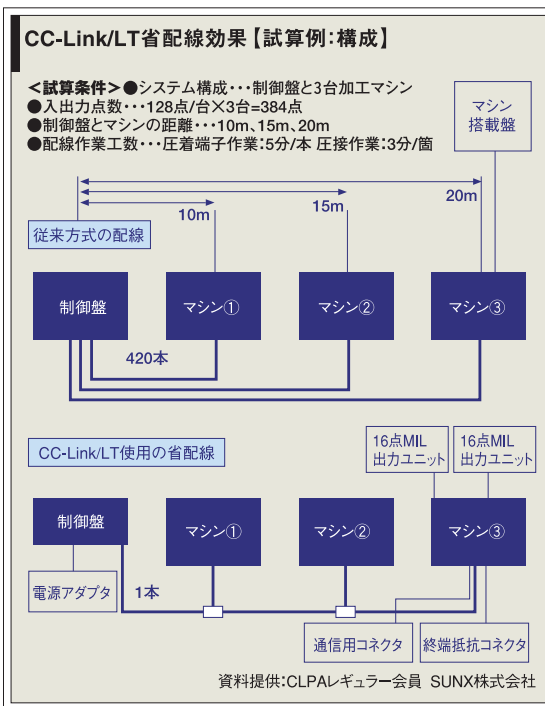 CC-Link/LT省配線効果【試算例:構成】
<試算条件>●システム構成・・・制御盤と3台加工マシン
●入出力点数・・・128点/台×3台=384点
●制御盤とマシンの距離・・・10m、15m、20m
●配線作業工数・・・圧着端子作業:5分/本 圧接作業:3分/箇
マシン
搭載盤
10m
15m
20m
従来方式の配線
制御盤
マシン①
マシン②
マシン③
420本
CC-Link/LT使用の省配線
16点MIL
出力ユニット
16点MIL
出力ユニット
制御盤
マシン①
マシン②
マシン③
電源アダプタ
1本
通信用コネクタ
終端抵抗コネクタ
資料提供:CLPAレギュラー会員 SUNX株式会社